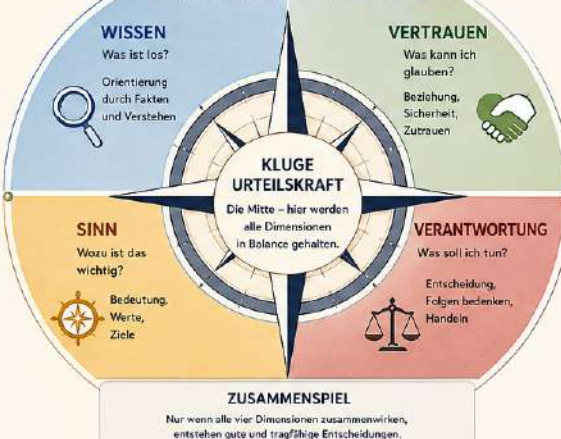 WISSEN
Was ist los?
Orientierung
durch Fakten
und Verstehen
VERTRAUEN
Was kann ich
glauben?
Beziehung,
Sicherheit,
Zutrauen
KLUGE
URTEILSKRAFT
Die Mitte – hier werden
alle Dimensionen
in Balance gehalten.
SINN
Wozu ist das
wichtig?
Bedeutung,
Werte,
Ziele
VERANTWORTUNG
Was soll ich tun?
Entscheidung,
Folgen bedenken,
Handeln
ZUSAMMENSPIEL
Nur wenn alle vier Dimensionen zusammenwirken,
entstehen gute und tragfähige Entscheidungen.